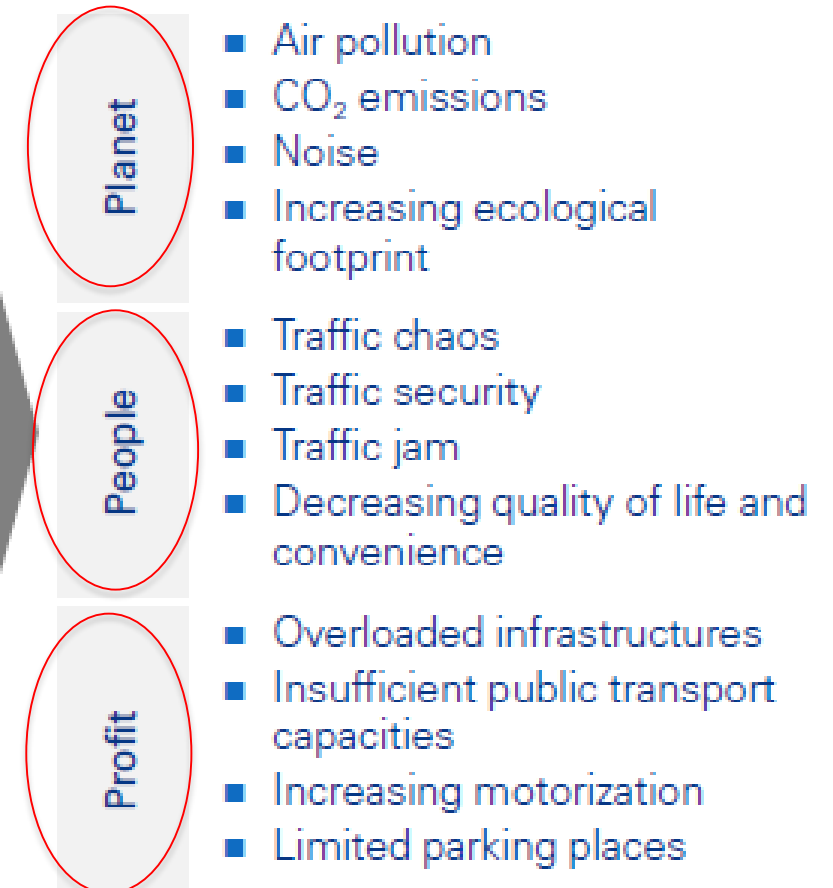 Planet
■ Air pollution
■ CO₂ emissions
■ Noise
■ Increasing ecological
footprint
People
■ Traffic chaos
■ Traffic security
■ Traffic jam
■ Decreasing quality of life and
convenience
Profit
■ Overloaded infrastructures
■ Insufficient public transport
capacities
■ Increasing motorization
■ Limited parking places